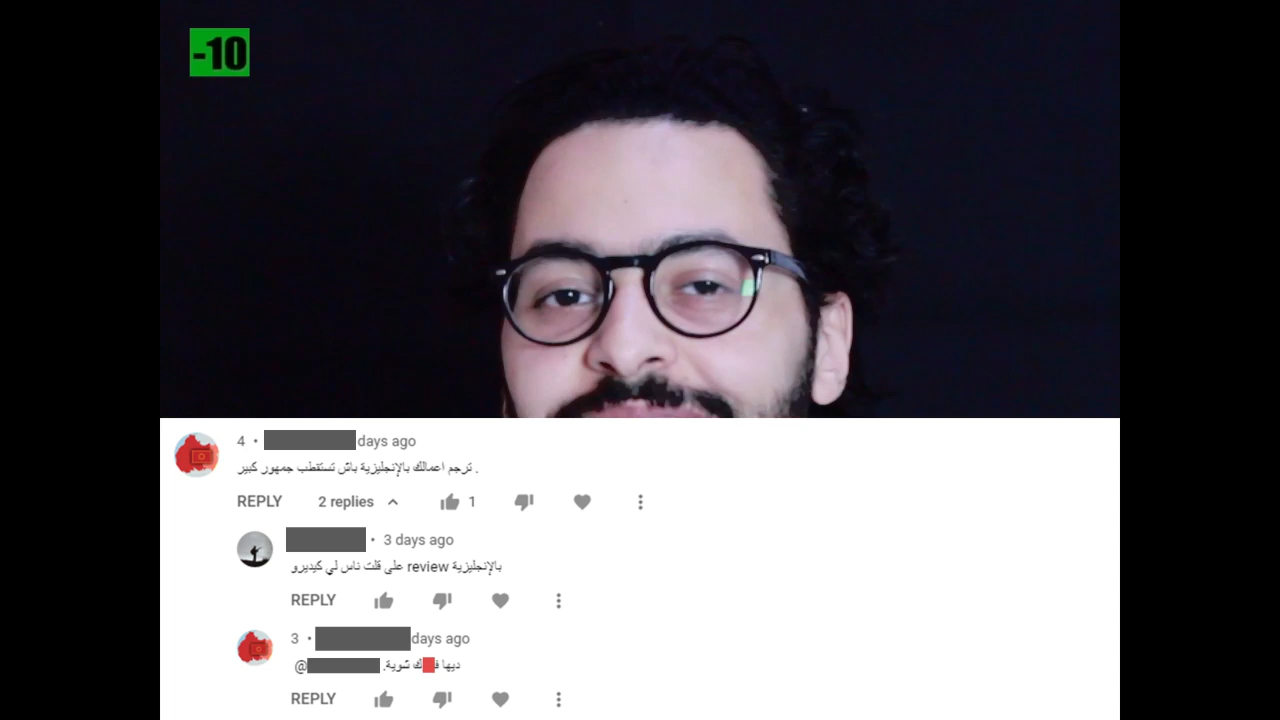 -10
4 • days ago
ترجم اعمالك بالإنجليزية باش تستقطب جمهور كبير .
REPLY 2 replies 1
• 3 days ago
على قلت ناس لي كيديرو review بالإنجليزية
REPLY
3 • days ago
@ ديها ف ك شوية.
REPLY